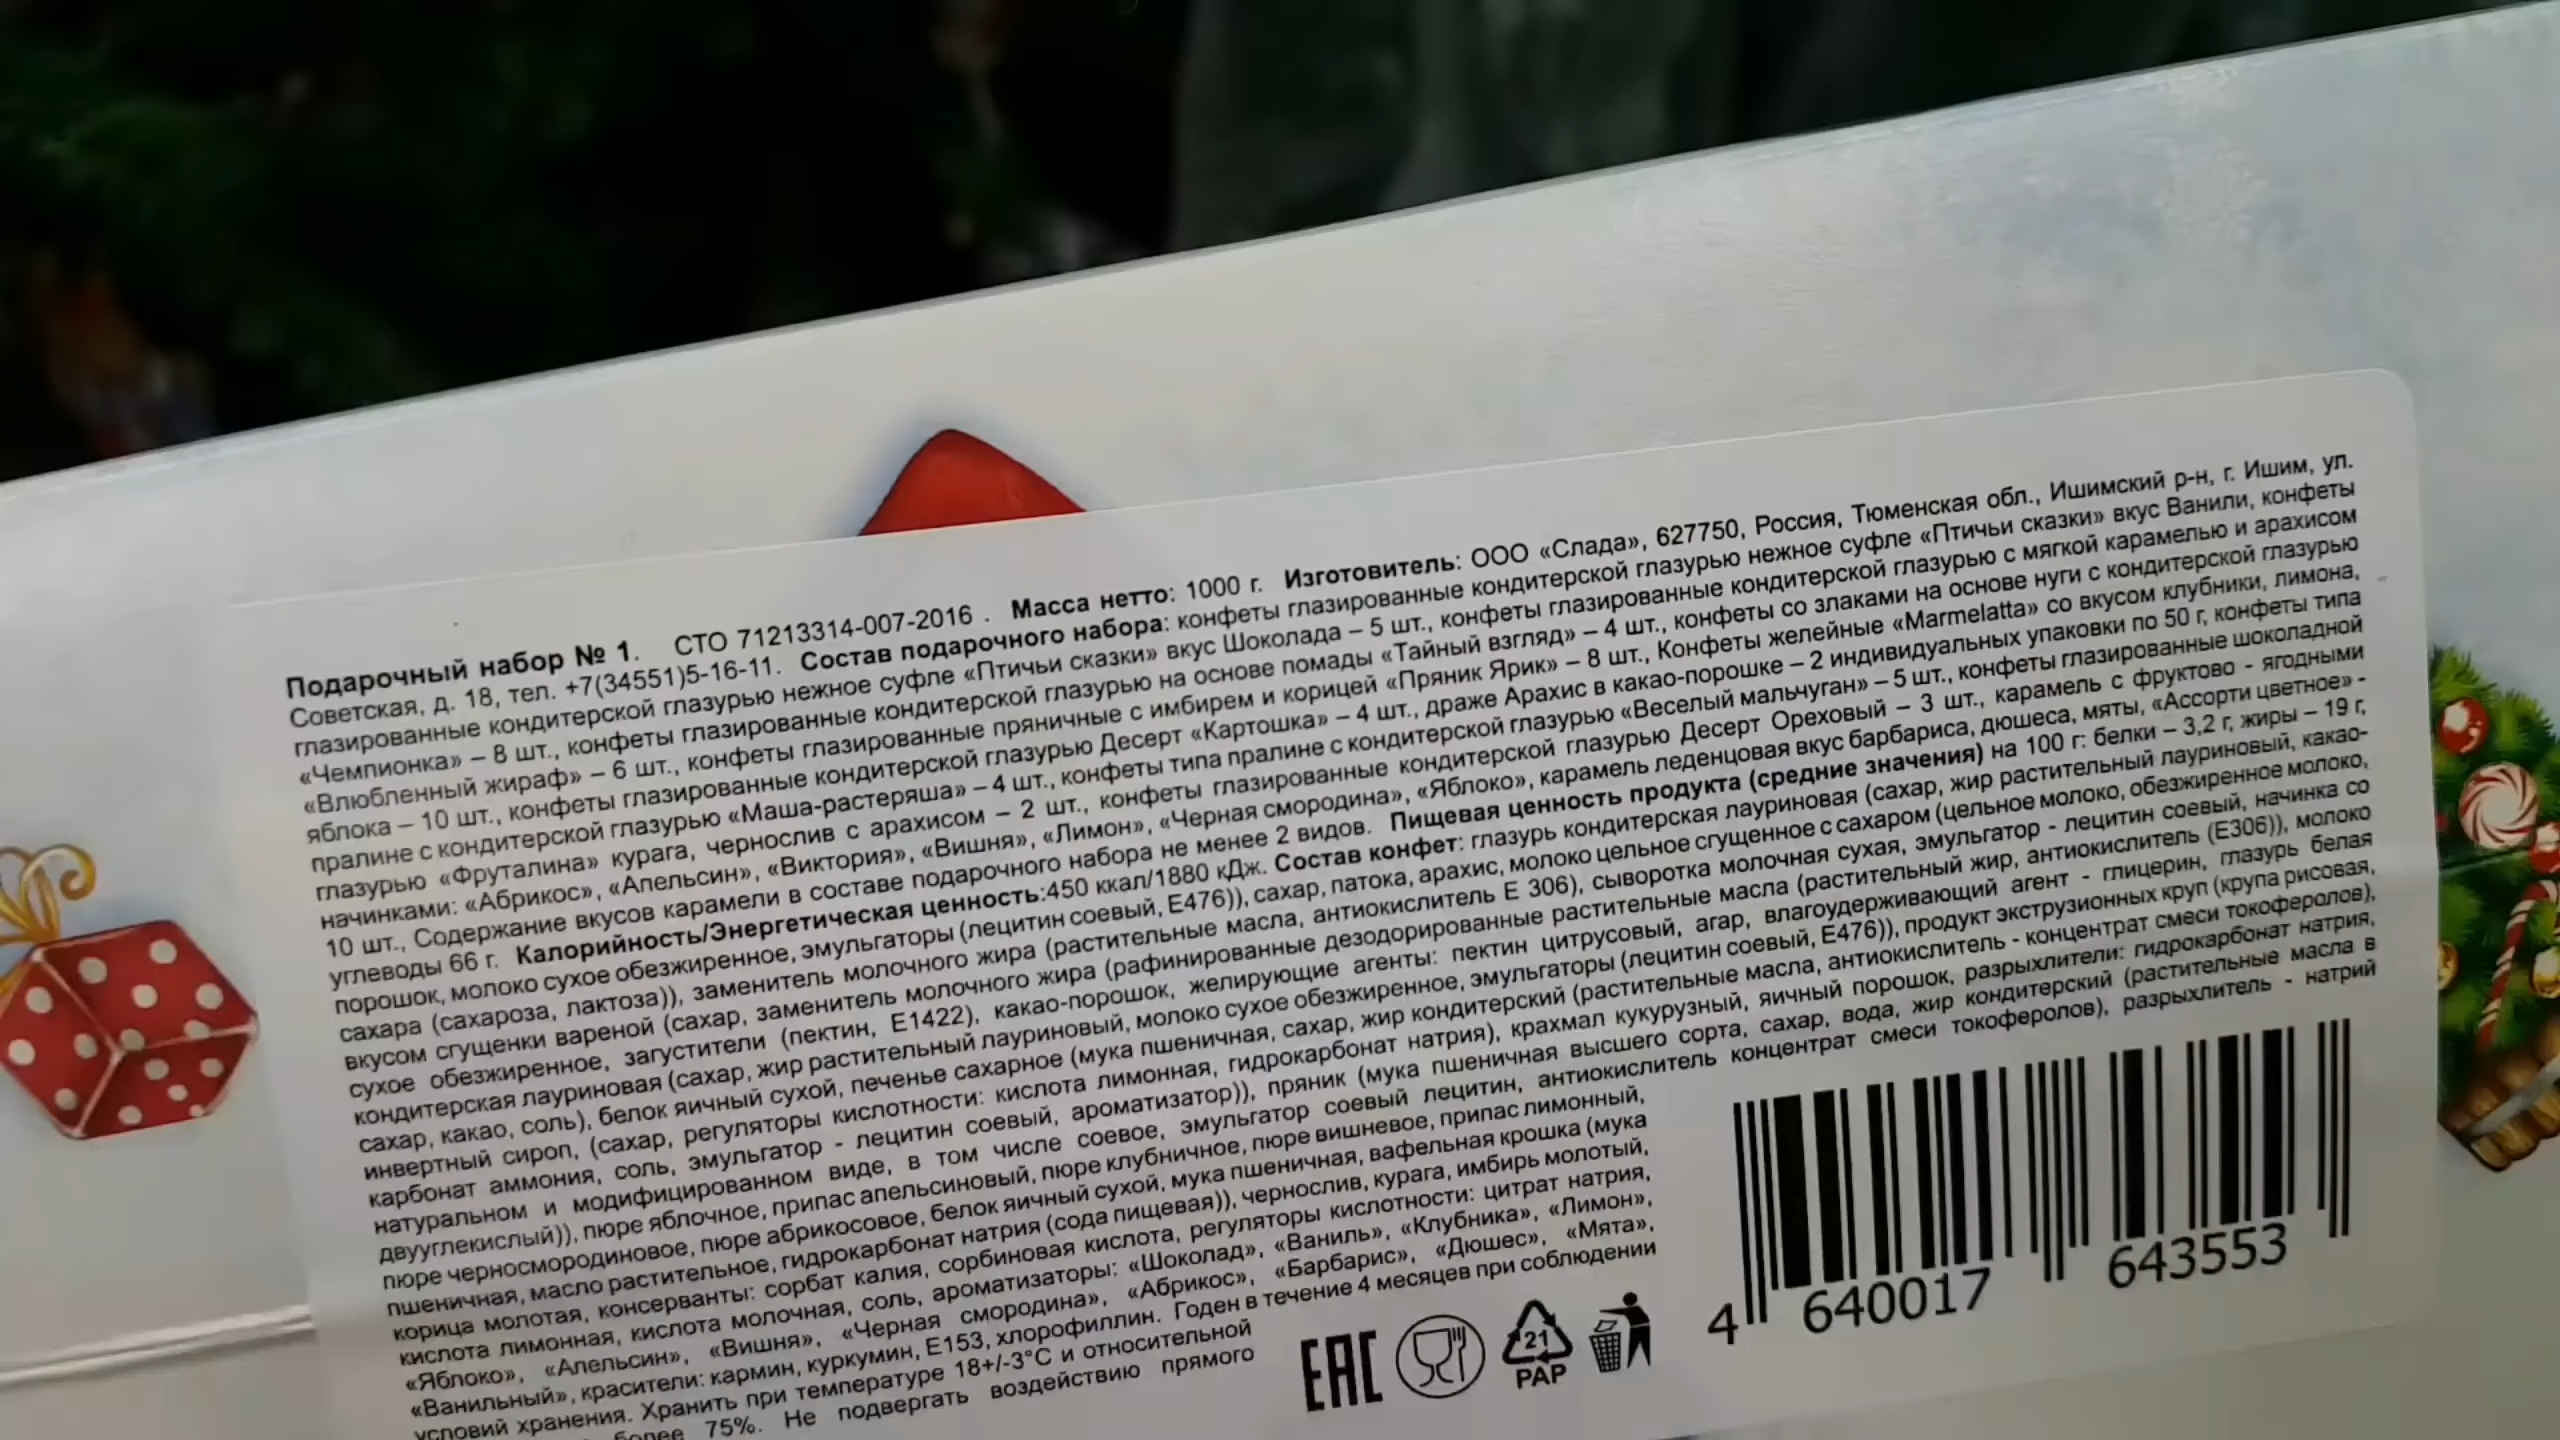 Подарочный набор № 1. СТО 71213314-007-2016 . Масса нетто: 1000 г. Изготовитель: ООО «Слада», 627750, Россия, Тюменская обл., Ишимский р-н, г. Ишим, ул.
Советская, д. 18, тел. +7(34551)5-16-11. Состав подарочного набора: конфеты глазированные кондитерской глазурью нежное суфле «Птичьи сказки» вкус Ванили, конфеты
глазированные кондитерской глазурью нежное суфле «Птичьи сказки» вкус Шоколада – 5 шт., конфеты глазированные кондитерской глазурью с мягкой карамелью и арахисом
«Чемпионка» – 8 шт., конфеты глазированные кондитерской глазурью на основе помады «Тайный взгляд» – 4 шт., конфеты со злаками на основе нуги с кондитерской глазурью
«Влюбленный жираф» – 6 шт., конфеты глазированные пряничные с имбирем и корицей «Пряник Ярик» – 8 шт., Конфеты желейные «Marmelatta» со вкусом клубники, лимона,
яблока – 10 шт., конфеты глазированные кондитерской глазурью Десерт «Картошка» – 4 шт., драже Арахис в какао-порошке – 2 индивидуальных упаковки по 50 г, конфеты типа
пралине с кондитерской глазурью «Маша-растеряша» – 4 шт., конфеты типа пралине с кондитерской глазурью «Веселый мальчуган» – 5 шт., конфеты глазированные шоколадной
глазурью «Фруталина» курага, чернослив с арахисом – 2 шт., конфеты глазированные кондитерской глазурью Десерт Ореховый – 3 шт., карамель с фруктово - ягодными
начинками: «Абрикос», «Апельсин», «Виктория», «Вишня», «Лимон», «Черная смородина», «Яблоко», карамель леденцовая вкус барбариса, дюшеса, мяты, «Ассорти цветное» -
10 шт., Содержание вкусов карамели в составе подарочного набора не менее 2 видов. Пищевая ценность продукта (средние значения) на 100 г: белки – 3,2 г, жиры – 19 г,
углеводы 66 г. Калорийность/Энергетическая ценность:450 ккал/1880 кДж. Состав конфет: глазурь кондитерская лауриновая (сахар, жир растительный лауриновый, какао-
порошок, молоко сухое обезжиренное, эмульгаторы (лецитин соевый, Е476)), сахар, патока, арахис, молоко цельное сгущенное с сахаром (цельное молоко, обезжиренное молоко,
сахара (сахароза, лактоза)), заменитель молочного жира (растительные масла, антиокислитель Е 306), сыворотка молочная сухая, эмульгатор - лецитин соевый, начинка со
вкусом сгущенки вареной (сахар, заменитель молочного жира (рафинированные дезодорированные растительные масла (растительный жир, антиокислитель (Е306)), молоко
сухое обезжиренное, загустители (пектин, Е1422), какао-порошок, желирующие агенты: пектин цитрусовый, агар, влагоудерживающий агент - глицерин, глазурь белая
кондитерская лауриновая (сахар, жир растительный лауриновый, молоко сухое обезжиренное, эмульгаторы (лецитин соевый, Е476)), продукт экструзионных круп (крупа рисовая,
сахар, какао, соль), белок яичный сухой, печенье сахарное (мука пшеничная, сахар, жир кондитерский (растительные масла, антиокислитель - концентрат смеси токоферолов),
инвертный сироп, (сахар, регуляторы кислотности: кислота лимонная, гидрокарбонат натрия), крахмал кукурузный, яичный порошок, разрыхлители: гидрокарбонат натрия,
карбонат аммония, соль, эмульгатор - лецитин соевый, ароматизатор)), пряник (мука пшеничная высшего сорта, сахар, вода, жир кондитерский (растительные масла в
натуральном и модифицированном виде, в том числе соевое, эмульгатор соевый лецитин, антиокислитель концентрат смеси токоферолов), разрыхлитель - натрий
двууглекислый)), пюре яблочное, припас апельсиновый, пюре клубничное, пюре вишневое, припас лимонный,
пюре черносмородиновое, пюре абрикосовое, белок яичный сухой, мука пшеничная, вафельная крошка (мука
пшеничная, масло растительное, гидрокарбонат натрия (сода пищевая)), чернослив, курага, имбирь молотый,
корица молотая, консерванты: сорбат калия, сорбиновая кислота, регуляторы кислотности: цитрат натрия,
кислота лимонная, кислота молочная, соль, ароматизаторы: «Шоколад», «Ваниль», «Клубника», «Лимон»,
«Яблоко», «Апельсин», «Вишня», «Черная смородина», «Абрикос», «Барбарис», «Дюшес», «Мята»,
«Ванильный», красители: кармин, куркумин, Е153, хлорофиллин. Годен в течение 4 месяцев при соблюдении
условий хранения. Хранить при температуре 18+/-3°С и относительной
более 75%. Не подвергать воздействию прямого
EAC
21
PAP
4 640017 643553